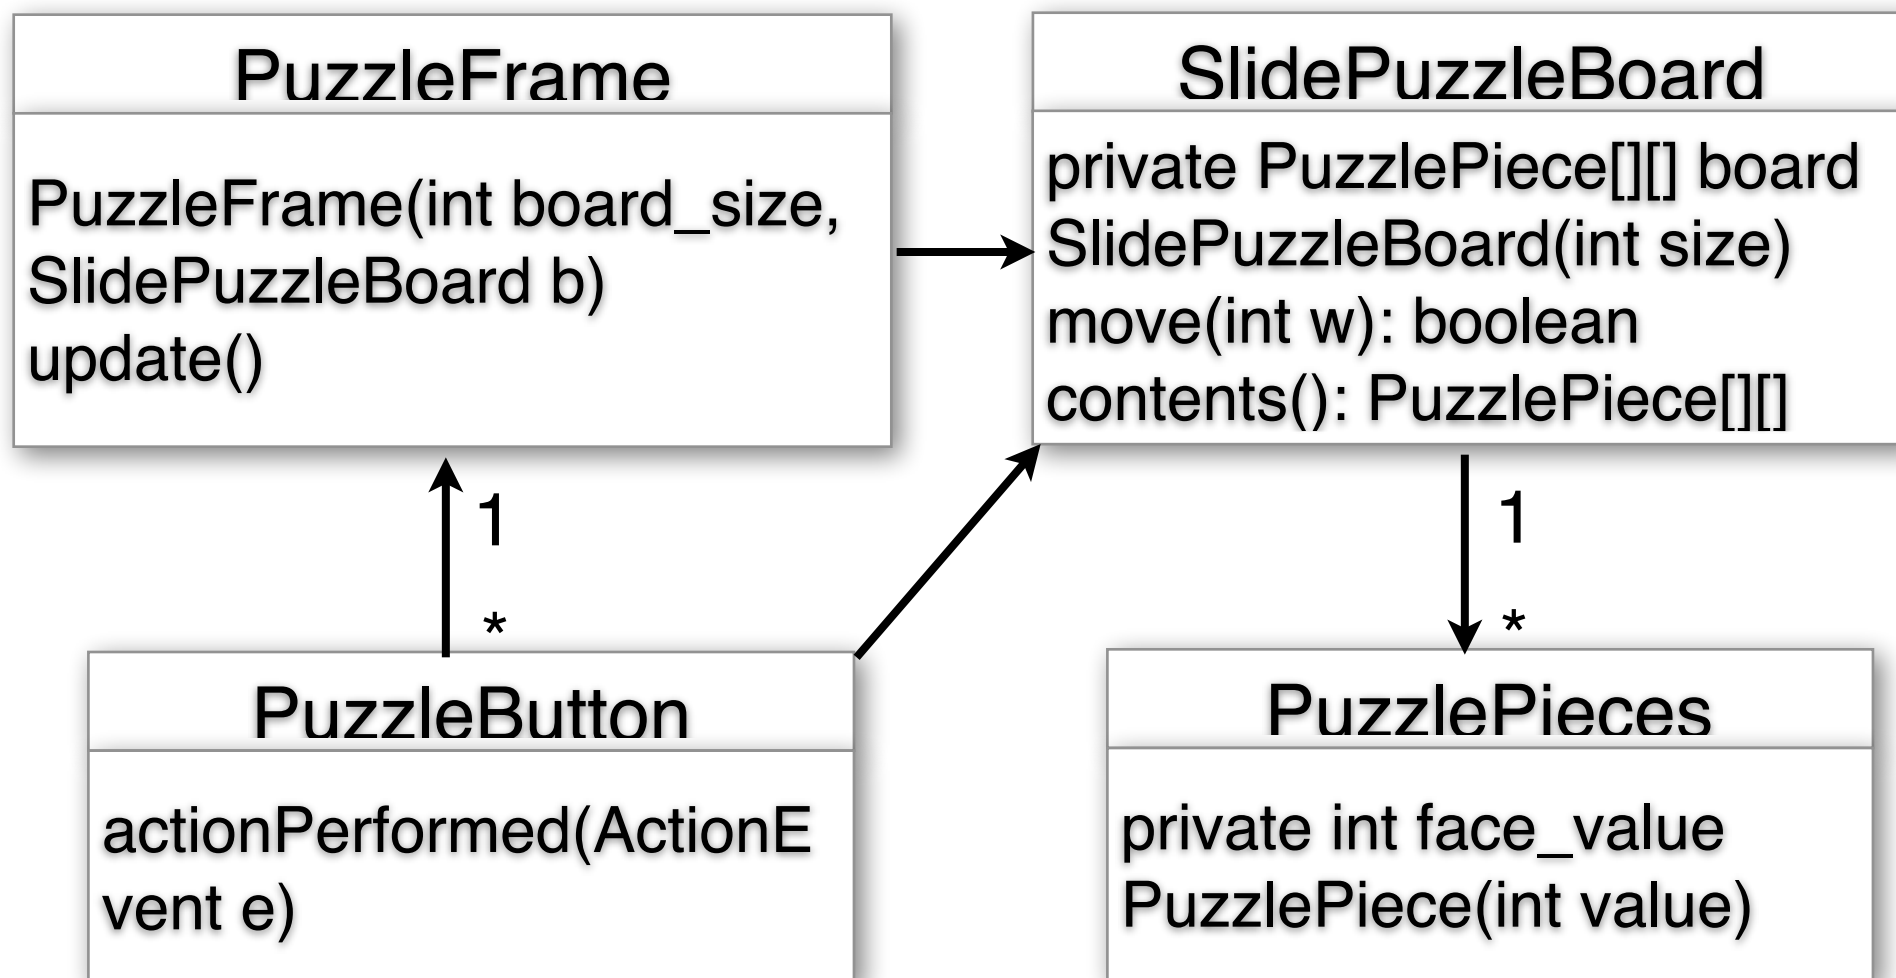 PuzzleFrame
PuzzleFrame(int board_size,
SlidePuzzleBoard b)
update()
SlidePuzzleBoard
private PuzzlePiece[][] board
SlidePuzzleBoard(int size)
move(int w): boolean
contents(): PuzzlePiece[][]
1
*
1
*
PuzzleButton
actionPerformed(ActionE
vent e)
PuzzlePieces
private int face_value
PuzzlePiece(int value)